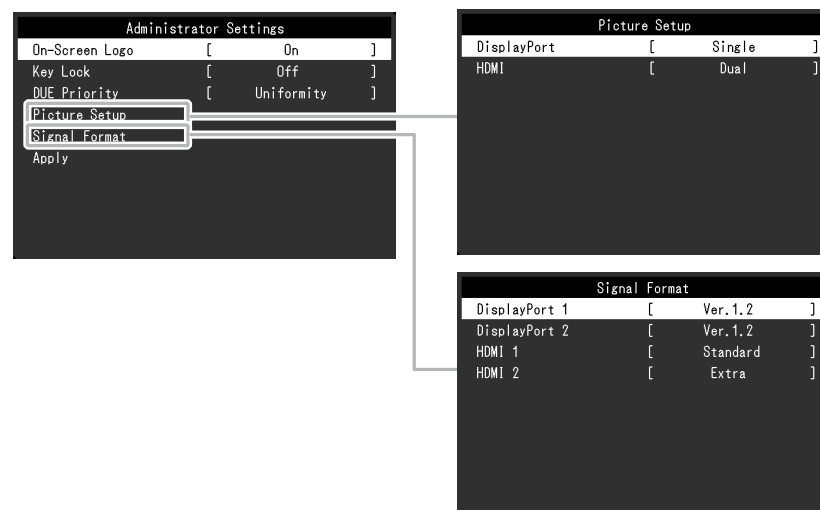 Administrator Settings
On-Screen Logo [ On ]
Key Lock [ Off ]
DUE Priority [ Uniformity ]
Picture Setup
Signal Format
Apply
Picture Setup
DisplayPort [ Single ]
HDMI [ Dual ]
Signal Format
DisplayPort 1 [ Ver.1.2 ]
DisplayPort 2 [ Ver.1.2 ]
HDMI 1 [ Standard ]
HDMI 2 [ Extra ]